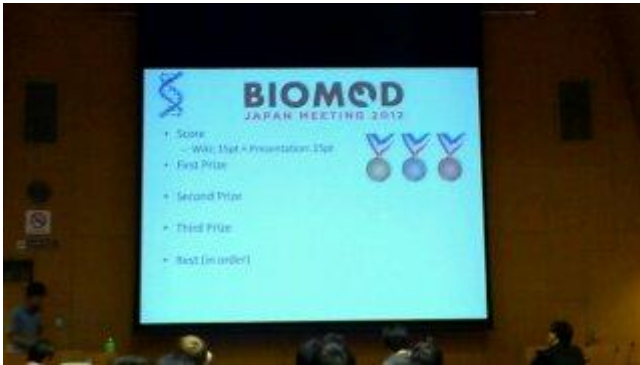 BIOMOD
JAPAN MEETING 2012
• Score
– Wiki: 15pt + Presentation: 15pt
• First Prize
• Second Prize
• Third Prize
• Rest (in order)